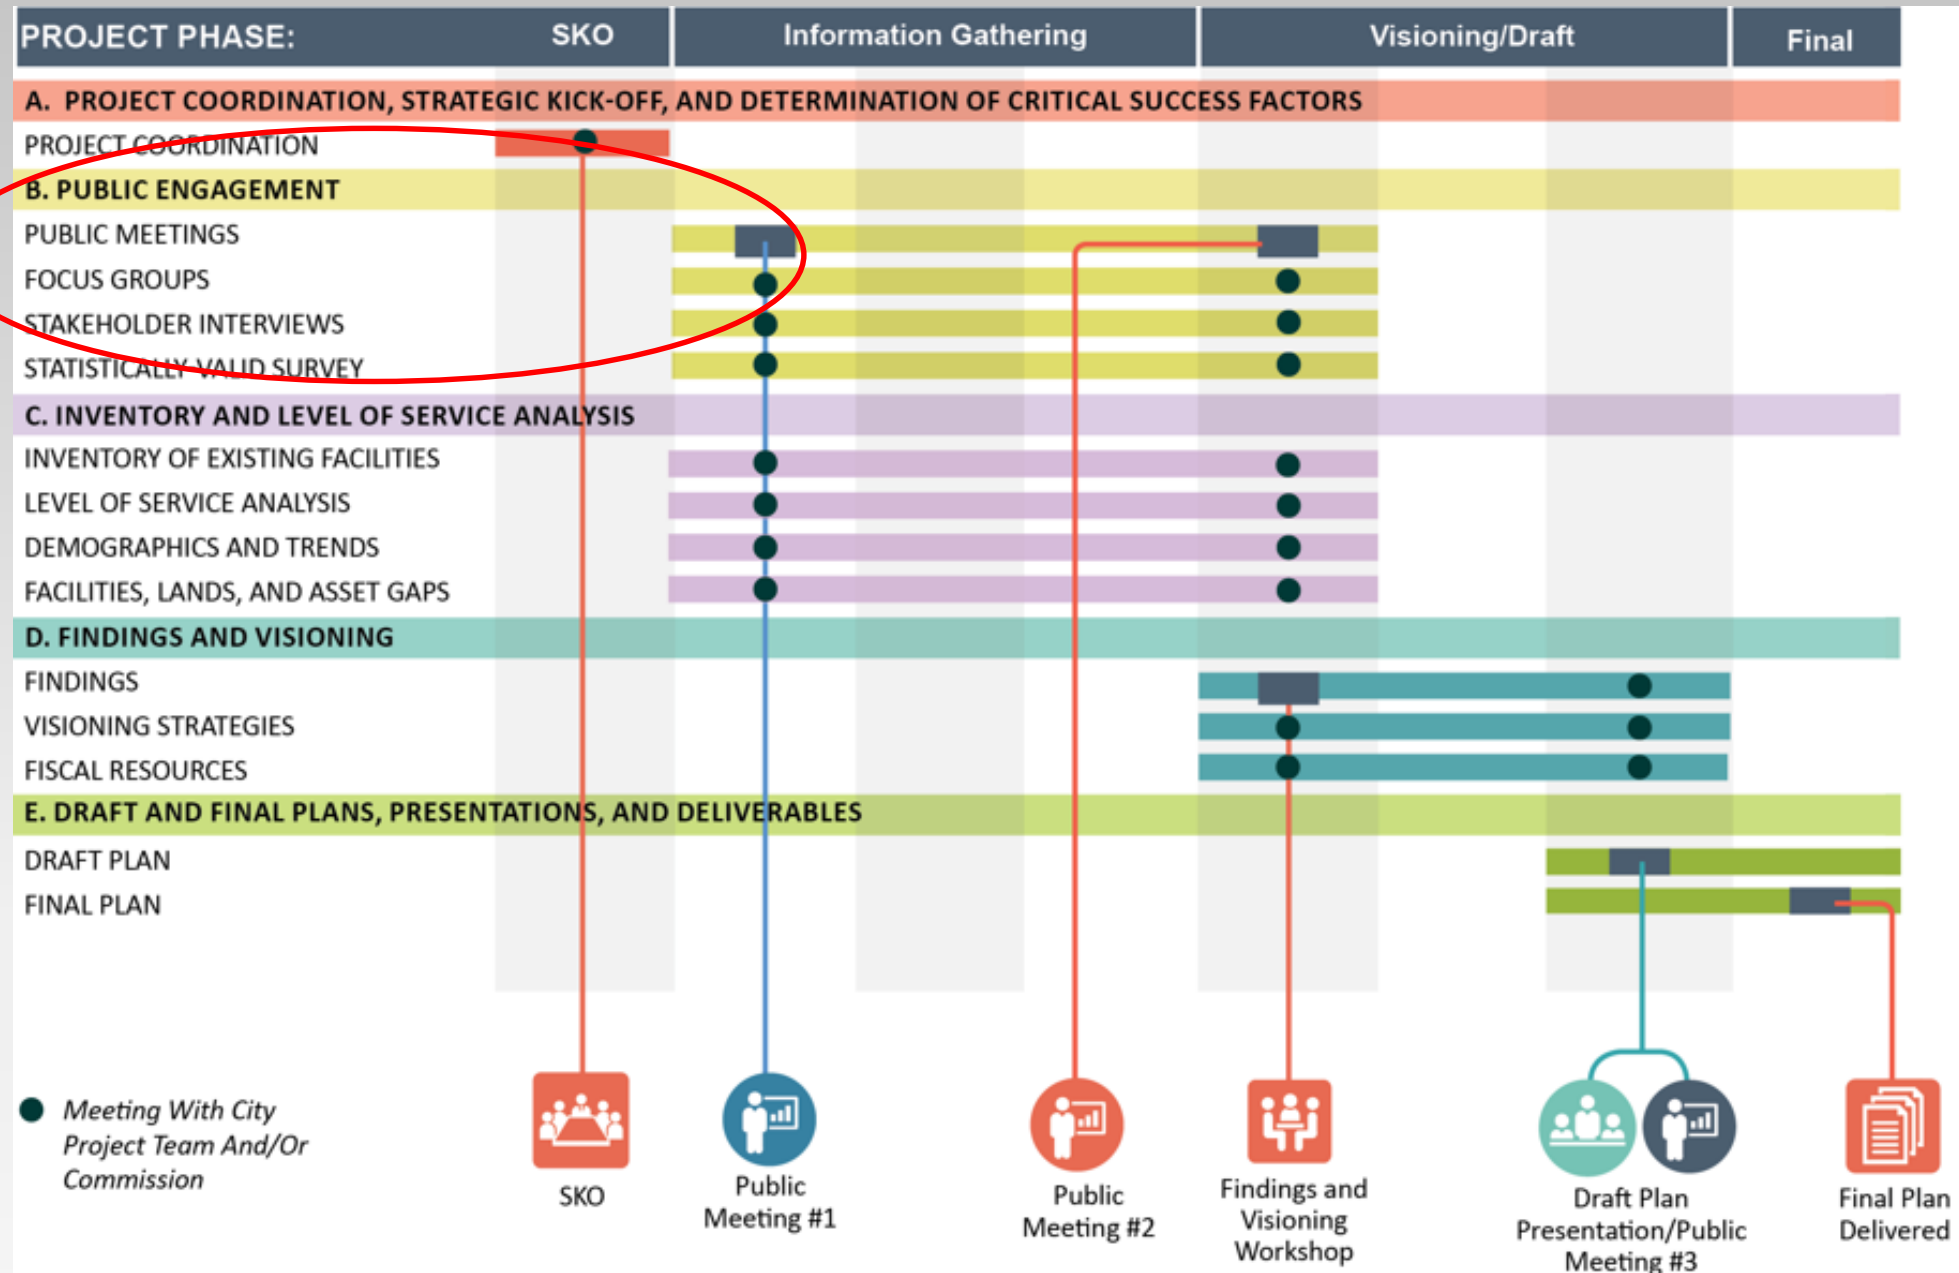 PROJECT PHASE: SKO Information Gathering Visioning/Draft Final
A. PROJECT COORDINATION, STRATEGIC KICK-OFF, AND DETERMINATION OF CRITICAL SUCCESS FACTORS
PROJECT COORDINATION
B. PUBLIC ENGAGEMENT
PUBLIC MEETINGS
FOCUS GROUPS
STAKEHOLDER INTERVIEWS
STATISTICALLY-VALID SURVEY
C. INVENTORY AND LEVEL OF SERVICE ANALYSIS
INVENTORY OF EXISTING FACILITIES
LEVEL OF SERVICE ANALYSIS
DEMOGRAPHICS AND TRENDS
FACILITIES, LANDS, AND ASSET GAPS
D. FINDINGS AND VISIONING
FINDINGS
VISIONING STRATEGIES
FISCAL RESOURCES
E. DRAFT AND FINAL PLANS, PRESENTATIONS, AND DELIVERABLES
DRAFT PLAN
FINAL PLAN
Meeting With City
Project Team And/Or
Commission
SKO
Public
Meeting #1
Public
Meeting #2
Findings and
Visioning
Workshop
Draft Plan
Presentation/Public
Meeting #3
Final Plan
Delivered